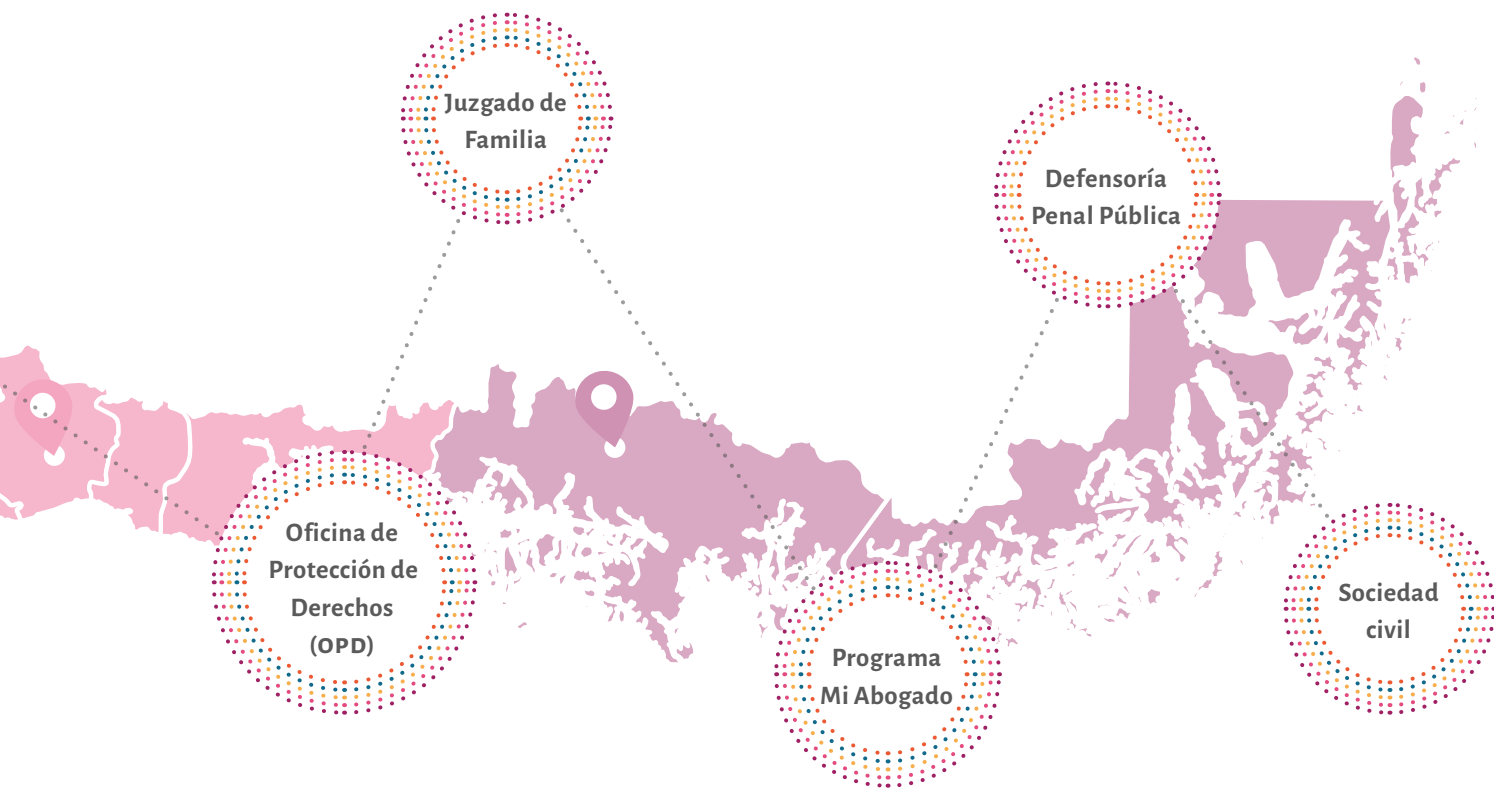 Juzgado de
Familia
Defensoría
Penal Pública
Oficina de
Protección de
Derechos
(OPD)
Programa
Mi Abogado
Sociedad
civil